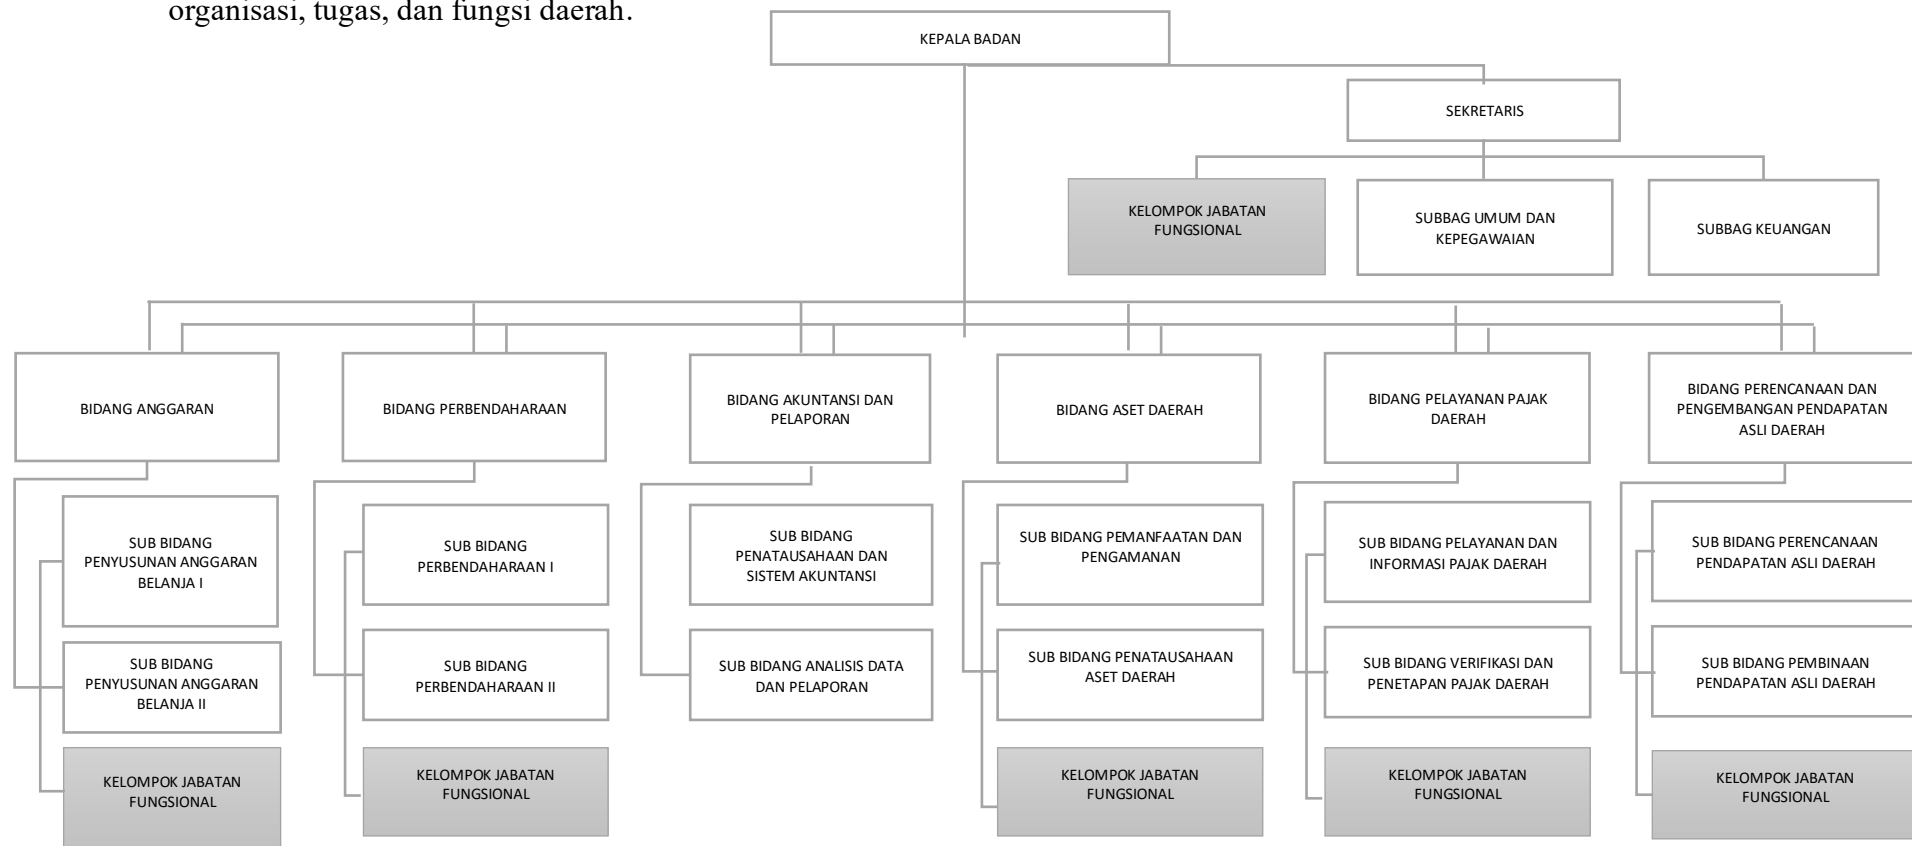 organisasi, tugas, dan fungsi daerah.
KEPALA BADAN
SEKRETARIS
KELOMPOK JABATAN
FUNGSIONAL
SUBBAG UMUM DAN
KEPEGAWAIAN
SUBBAG KEUANGAN
BIDANG ANGGARAN
BIDANG PERBENDAHARAAN
BIDANG AKUNTANSI DAN
PELAPORAN
BIDANG ASET DAERAH
BIDANG PELAYANAN PAJAK
DAERAH
BIDANG PERENCANAAN DAN
PENGEMBANGAN PENDAPATAN
ASLI DAERAH
SUB BIDANG
PENYUSUNAN ANGGARAN
BELANJA I
SUB BIDANG
PERBENDAHARAAN I
SUB BIDANG
PENATAUSAHAAN DAN
SISTEM AKUNTANSI
SUB BIDANG PEMANFAATAN DAN
PENGAMANAN
SUB BIDANG PELAYANAN DAN
INFORMASI PAJAK DAERAH
SUB BIDANG PERENCANAAN
PENDAPATAN ASLI DAERAH
SUB BIDANG
PENYUSUNAN ANGGARAN
BELANJA II
SUB BIDANG
PERBENDAHARAAN II
SUB BIDANG ANALISIS DATA
DAN PELAPORAN
SUB BIDANG PENATAUSAHAAN
ASET DAERAH
SUB BIDANG VERIFIKASI DAN
PENETAPAN PAJAK DAERAH
SUB BIDANG PEMBINAAN
PENDAPATAN ASLI DAERAH
KELOMPOK JABATAN
FUNGSIONAL
KELOMPOK JABATAN
FUNGSIONAL
KELOMPOK JABATAN
FUNGSIONAL
KELOMPOK JABATAN
FUNGSIONAL
KELOMPOK JABATAN
FUNGSIONAL